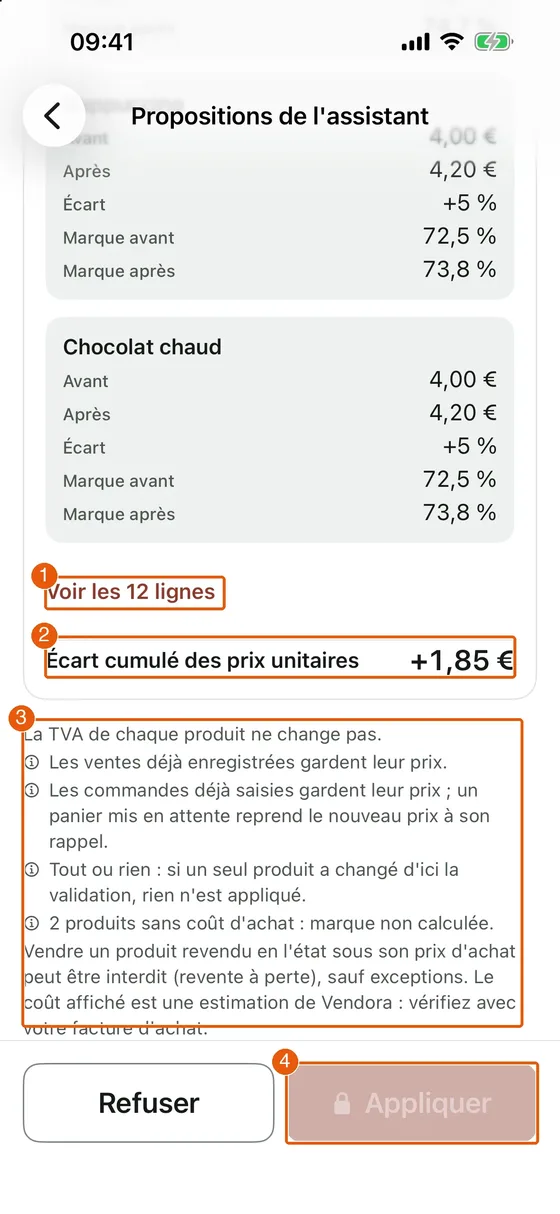 09:41
Propositions de l'assistant
Avant 4,00 €
Après 4,20 €
Écart +5 %
Marque avant 72,5 %
Marque après 73,8 %
Chocolat chaud
Avant 4,00 €
Après 4,20 €
Écart +5 %
Marque avant 72,5 %
Marque après 73,8 %
1
Voir les 12 lignes
2
Écart cumulé des prix unitaires +1,85 €
3
La TVA de chaque produit ne change pas.
Les ventes déjà enregistrées gardent leur prix.
Les commandes déjà saisies gardent leur prix ; un
panier mis en attente reprend le nouveau prix à son
rappel.
Tout ou rien : si un seul produit a changé d'ici la
validation, rien n'est appliqué.
2 produits sans coût d'achat : marque non calculée.
Vendre un produit revendu en l'état sous son prix d'achat
peut être interdit (revente à perte), sauf exceptions. Le
coût affiché est une estimation de Vendora : vérifiez avec
votre facture d'achat.
4
Refuser
Appliquer